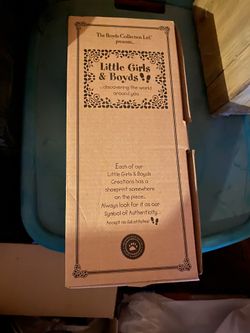 The Boyds Collection Ltd.®
presents...
Little Girls
& Boyds
...discovering the world
around you
Each of our
Little Girls & Boyds
Creations has a
shoeprint somewhere
on the piece...
Always look for it as our
Symbol of Authenticity...
Accept no Substitutes!